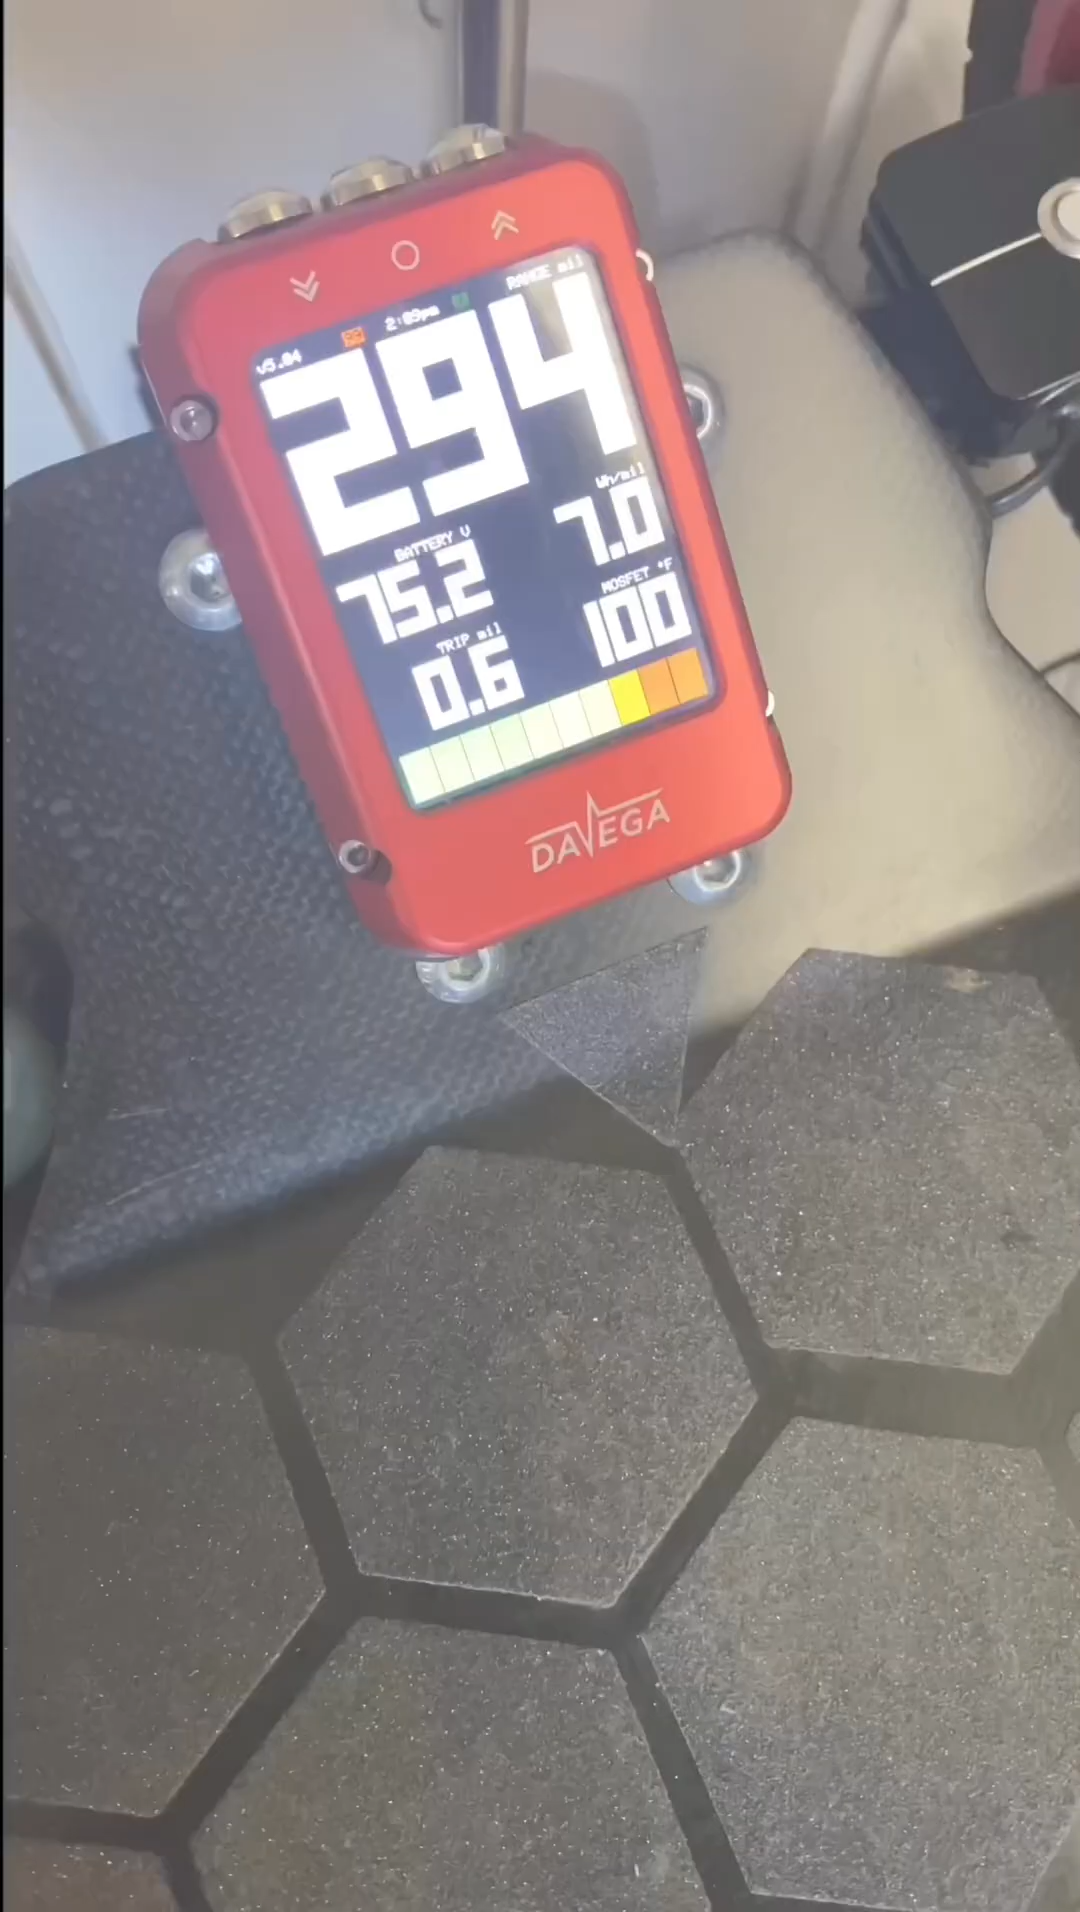 v5.04 2:09pm RANGE mil
294
BATTERY V Wh/mil
75.2 7.0
TRIP mil MOSFET °F
0.6 100
DAVEGA